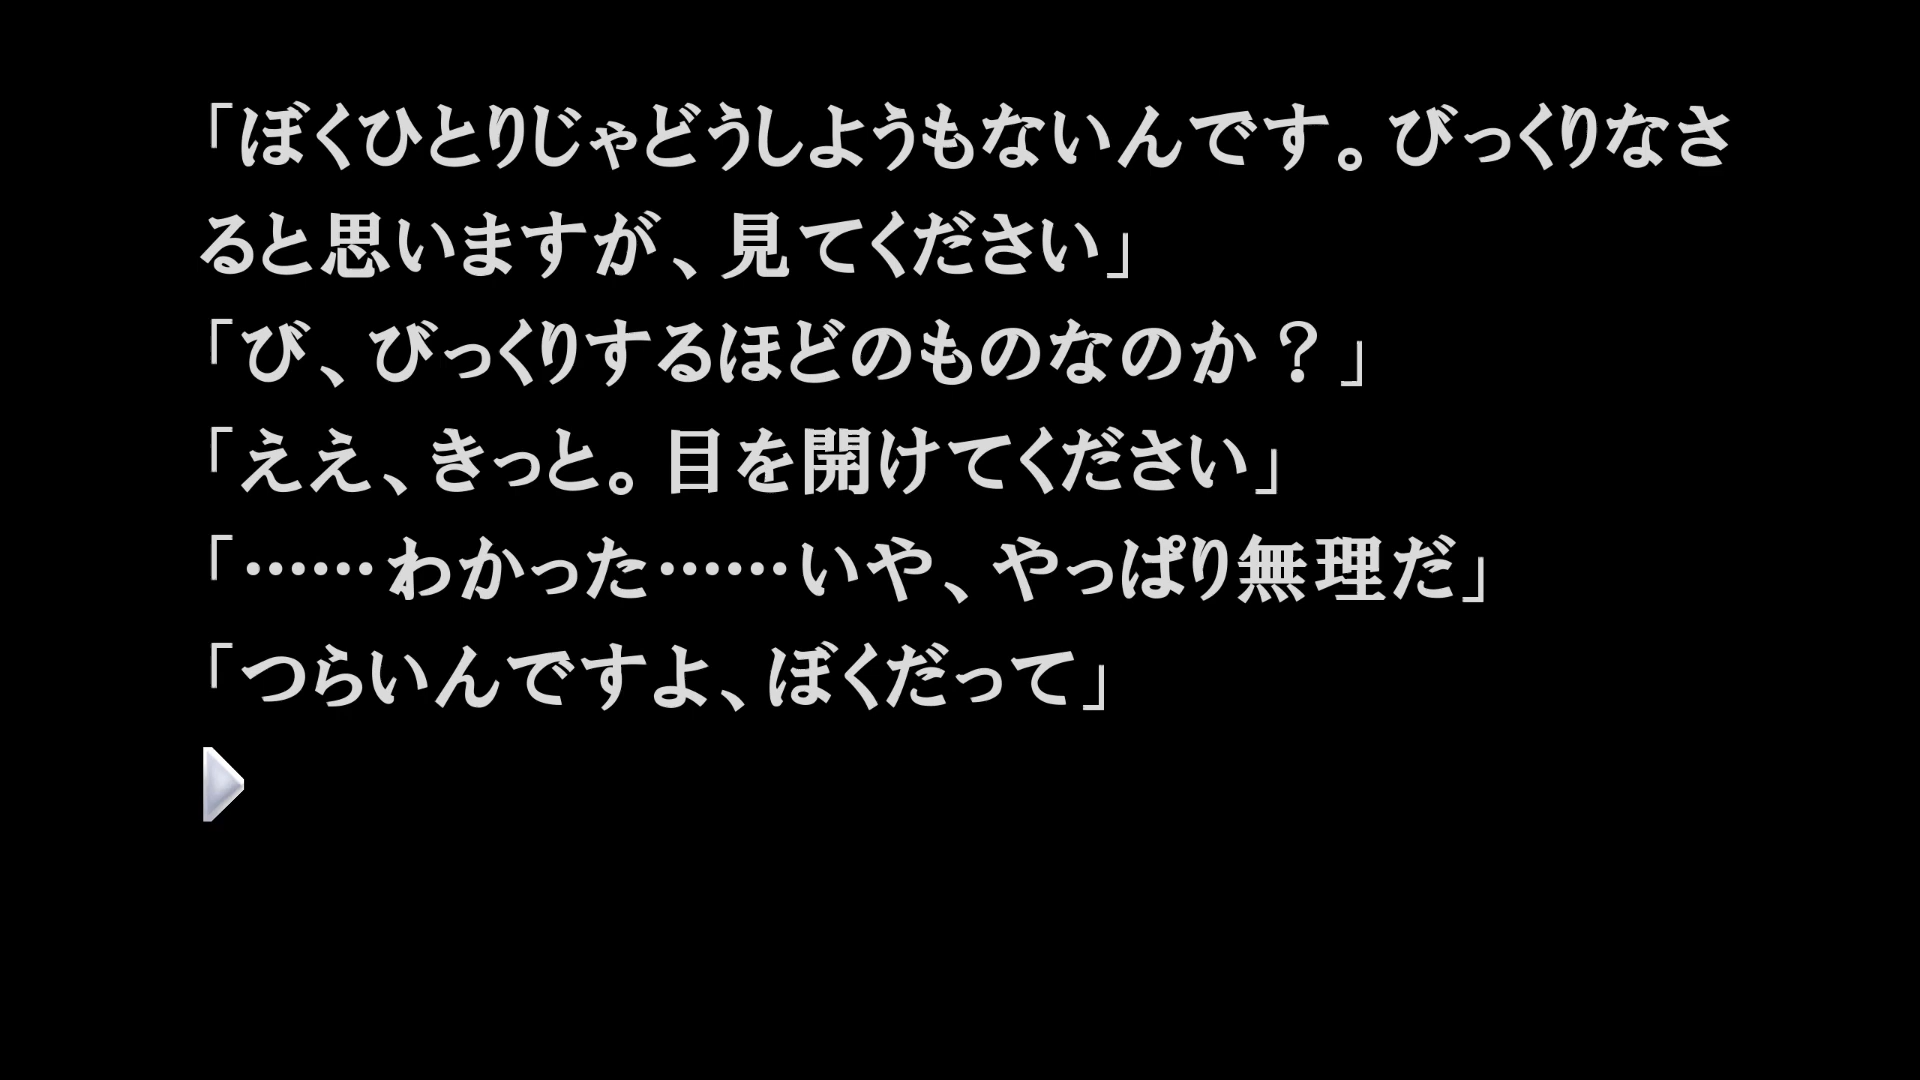 「ぼくひとりじゃどうしようもないんです。びっくりなさ
ると思いますが、見てください」
「び、びっくりするほどのものなのか？」
「ええ、きっと。目を開けてください」
「……わかった……いや、やっぱり無理だ」
「つらいんですよ、ぼくだって」